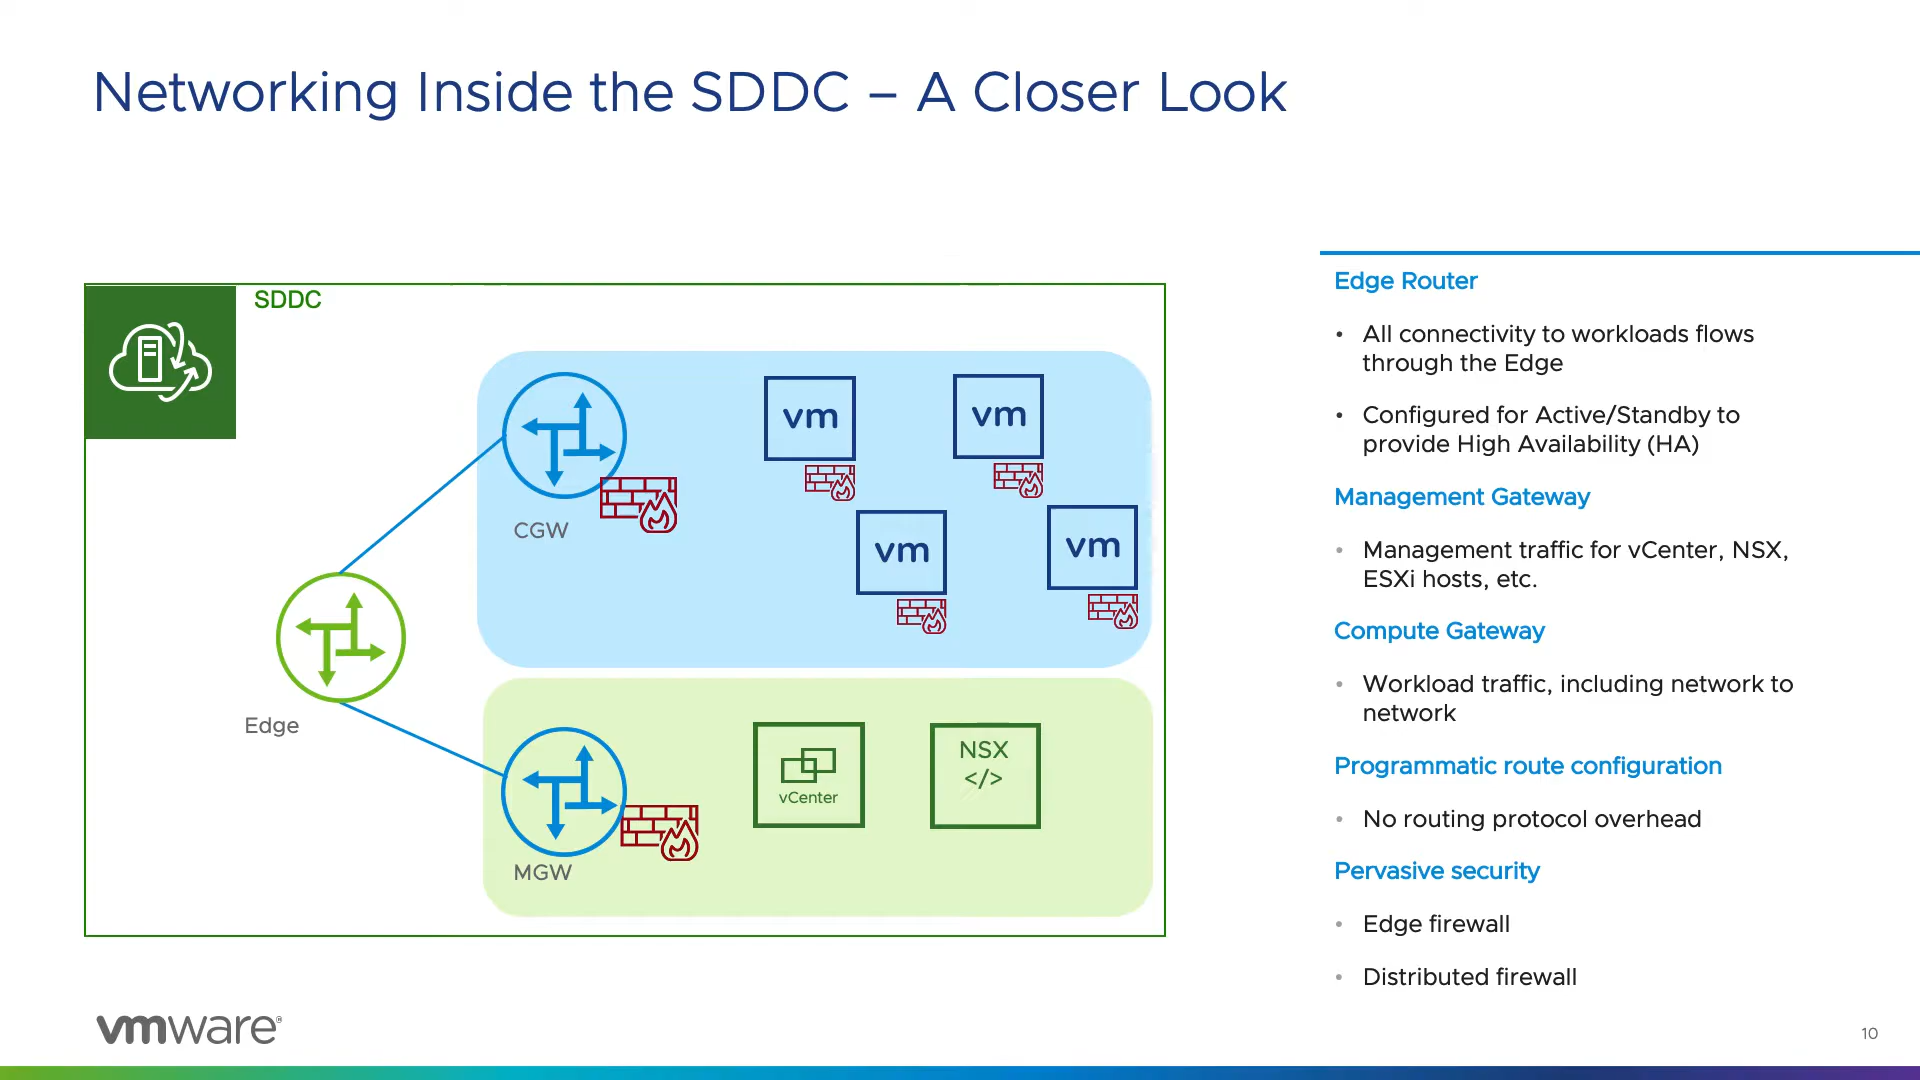 Networking Inside the SDDC – A Closer Look
SDDC
CGW
vm
vm
vm
vm
Edge
MGW
vCenter
NSX
</>
Edge Router
• All connectivity to workloads flows
through the Edge
• Configured for Active/Standby to
provide High Availability (HA)
Management Gateway
• Management traffic for vCenter, NSX,
ESXi hosts, etc.
Compute Gateway
• Workload traffic, including network to
network
Programmatic route configuration
• No routing protocol overhead
Pervasive security
• Edge firewall
• Distributed firewall
vmware®
10